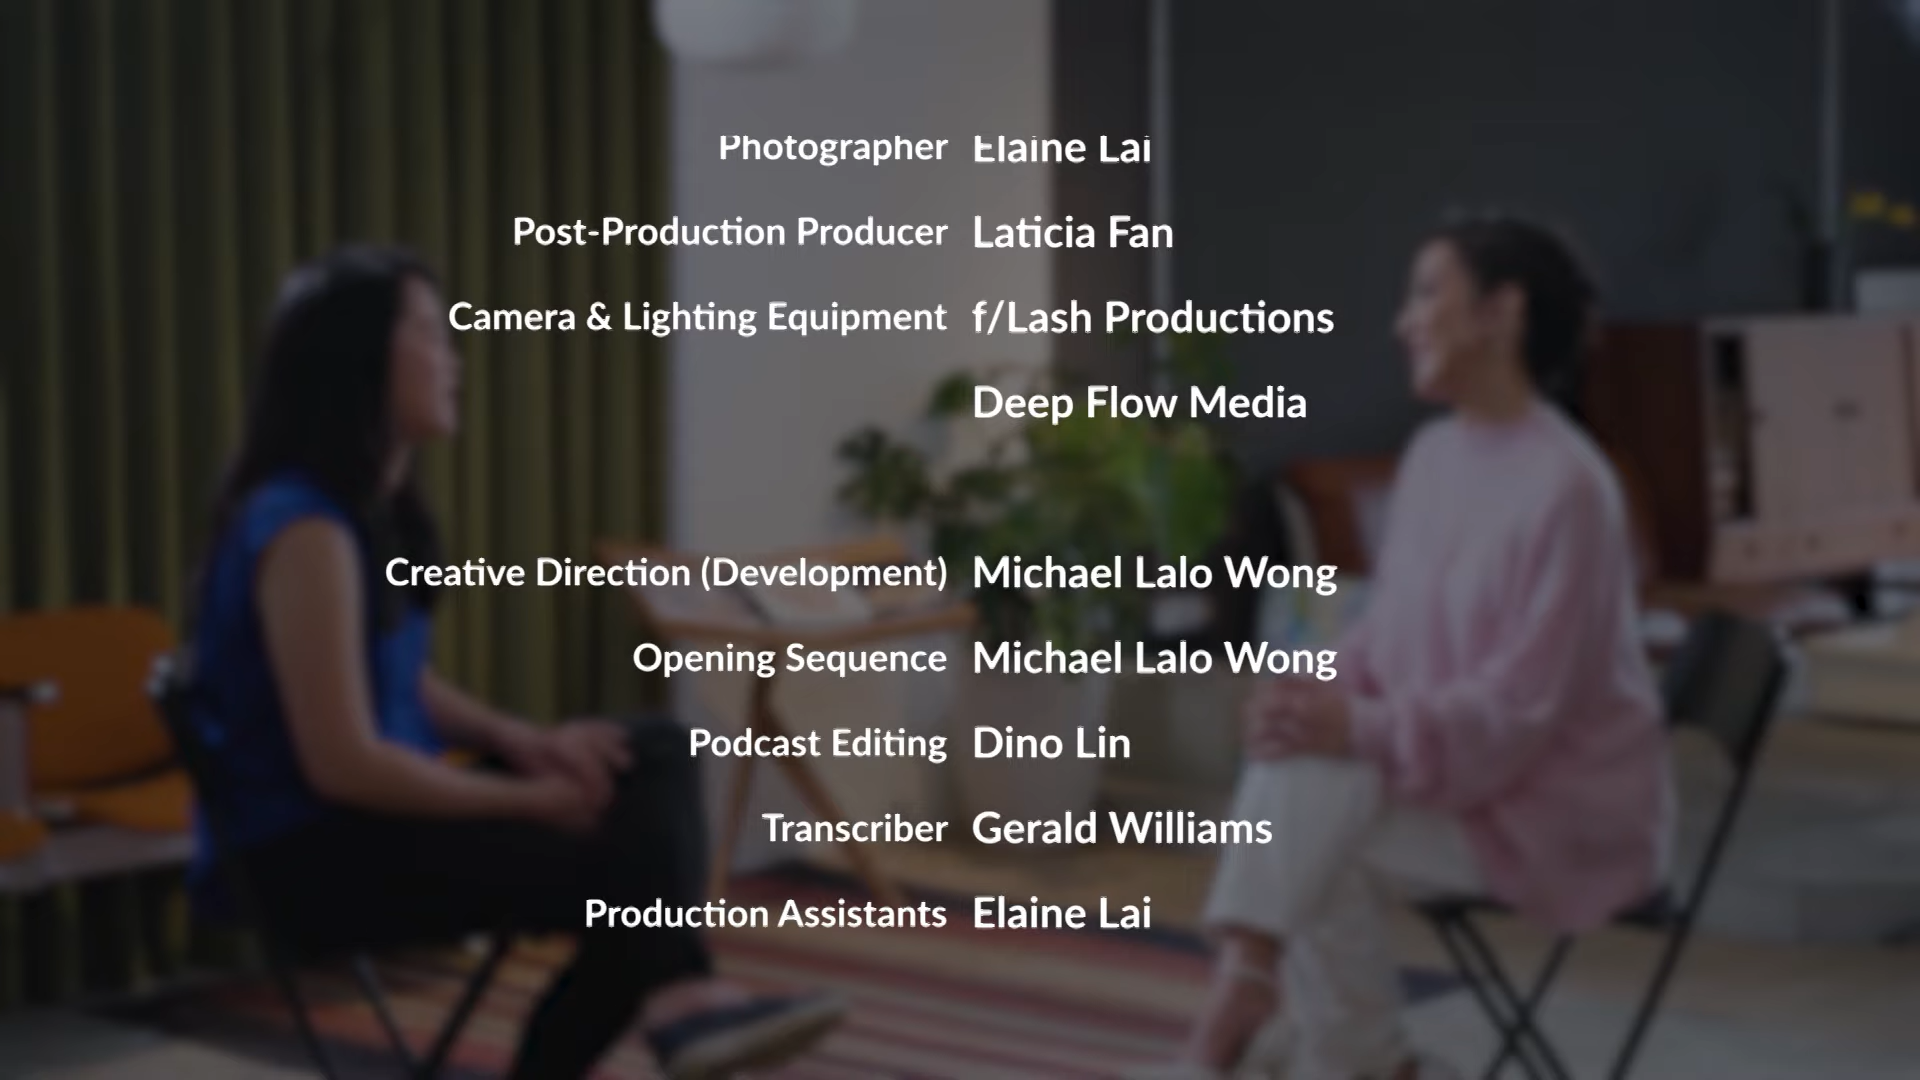 Photographer Elaine Lai
Post-Production Producer Laticia Fan
Camera & Lighting Equipment f/Lash Productions
Deep Flow Media
Creative Direction (Development) Michael Lalo Wong
Opening Sequence Michael Lalo Wong
Podcast Editing Dino Lin
Transcriber Gerald Williams
Production Assistants Elaine Lai